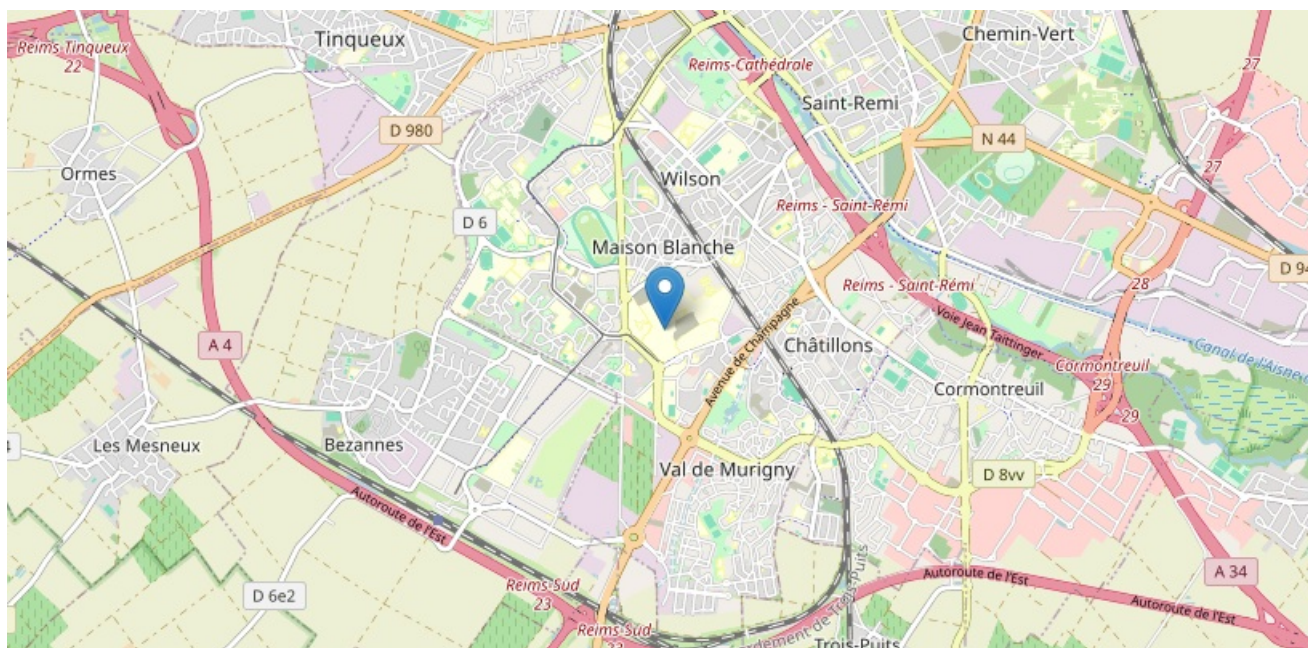 Tinqueux
Chemin-Vert
Reims-Tinqueux
22
Reims-Cathédrale
27
Saint-Remi
D 980
N 44
Ormes
27
Wilson
Reims - Saint-Rémi
D 6
Maison Blanche
D 94
Reims - Saint-Rémi
28
Avenue de Champagne
Voie Jean Taittinger
A 4
Châtillons
Canal de l'Aisne
Cormontreuil
29
Cormontreuil
29
Les Mesneux
Bezannes
Val de Murigny
D 8vv
Autoroute de l'Est
Autoroute de l'Est
A 34
Reims-Sud
23
D 6e2
Autoroute de l'Est
Reims-Sud
23
Trois-Puits